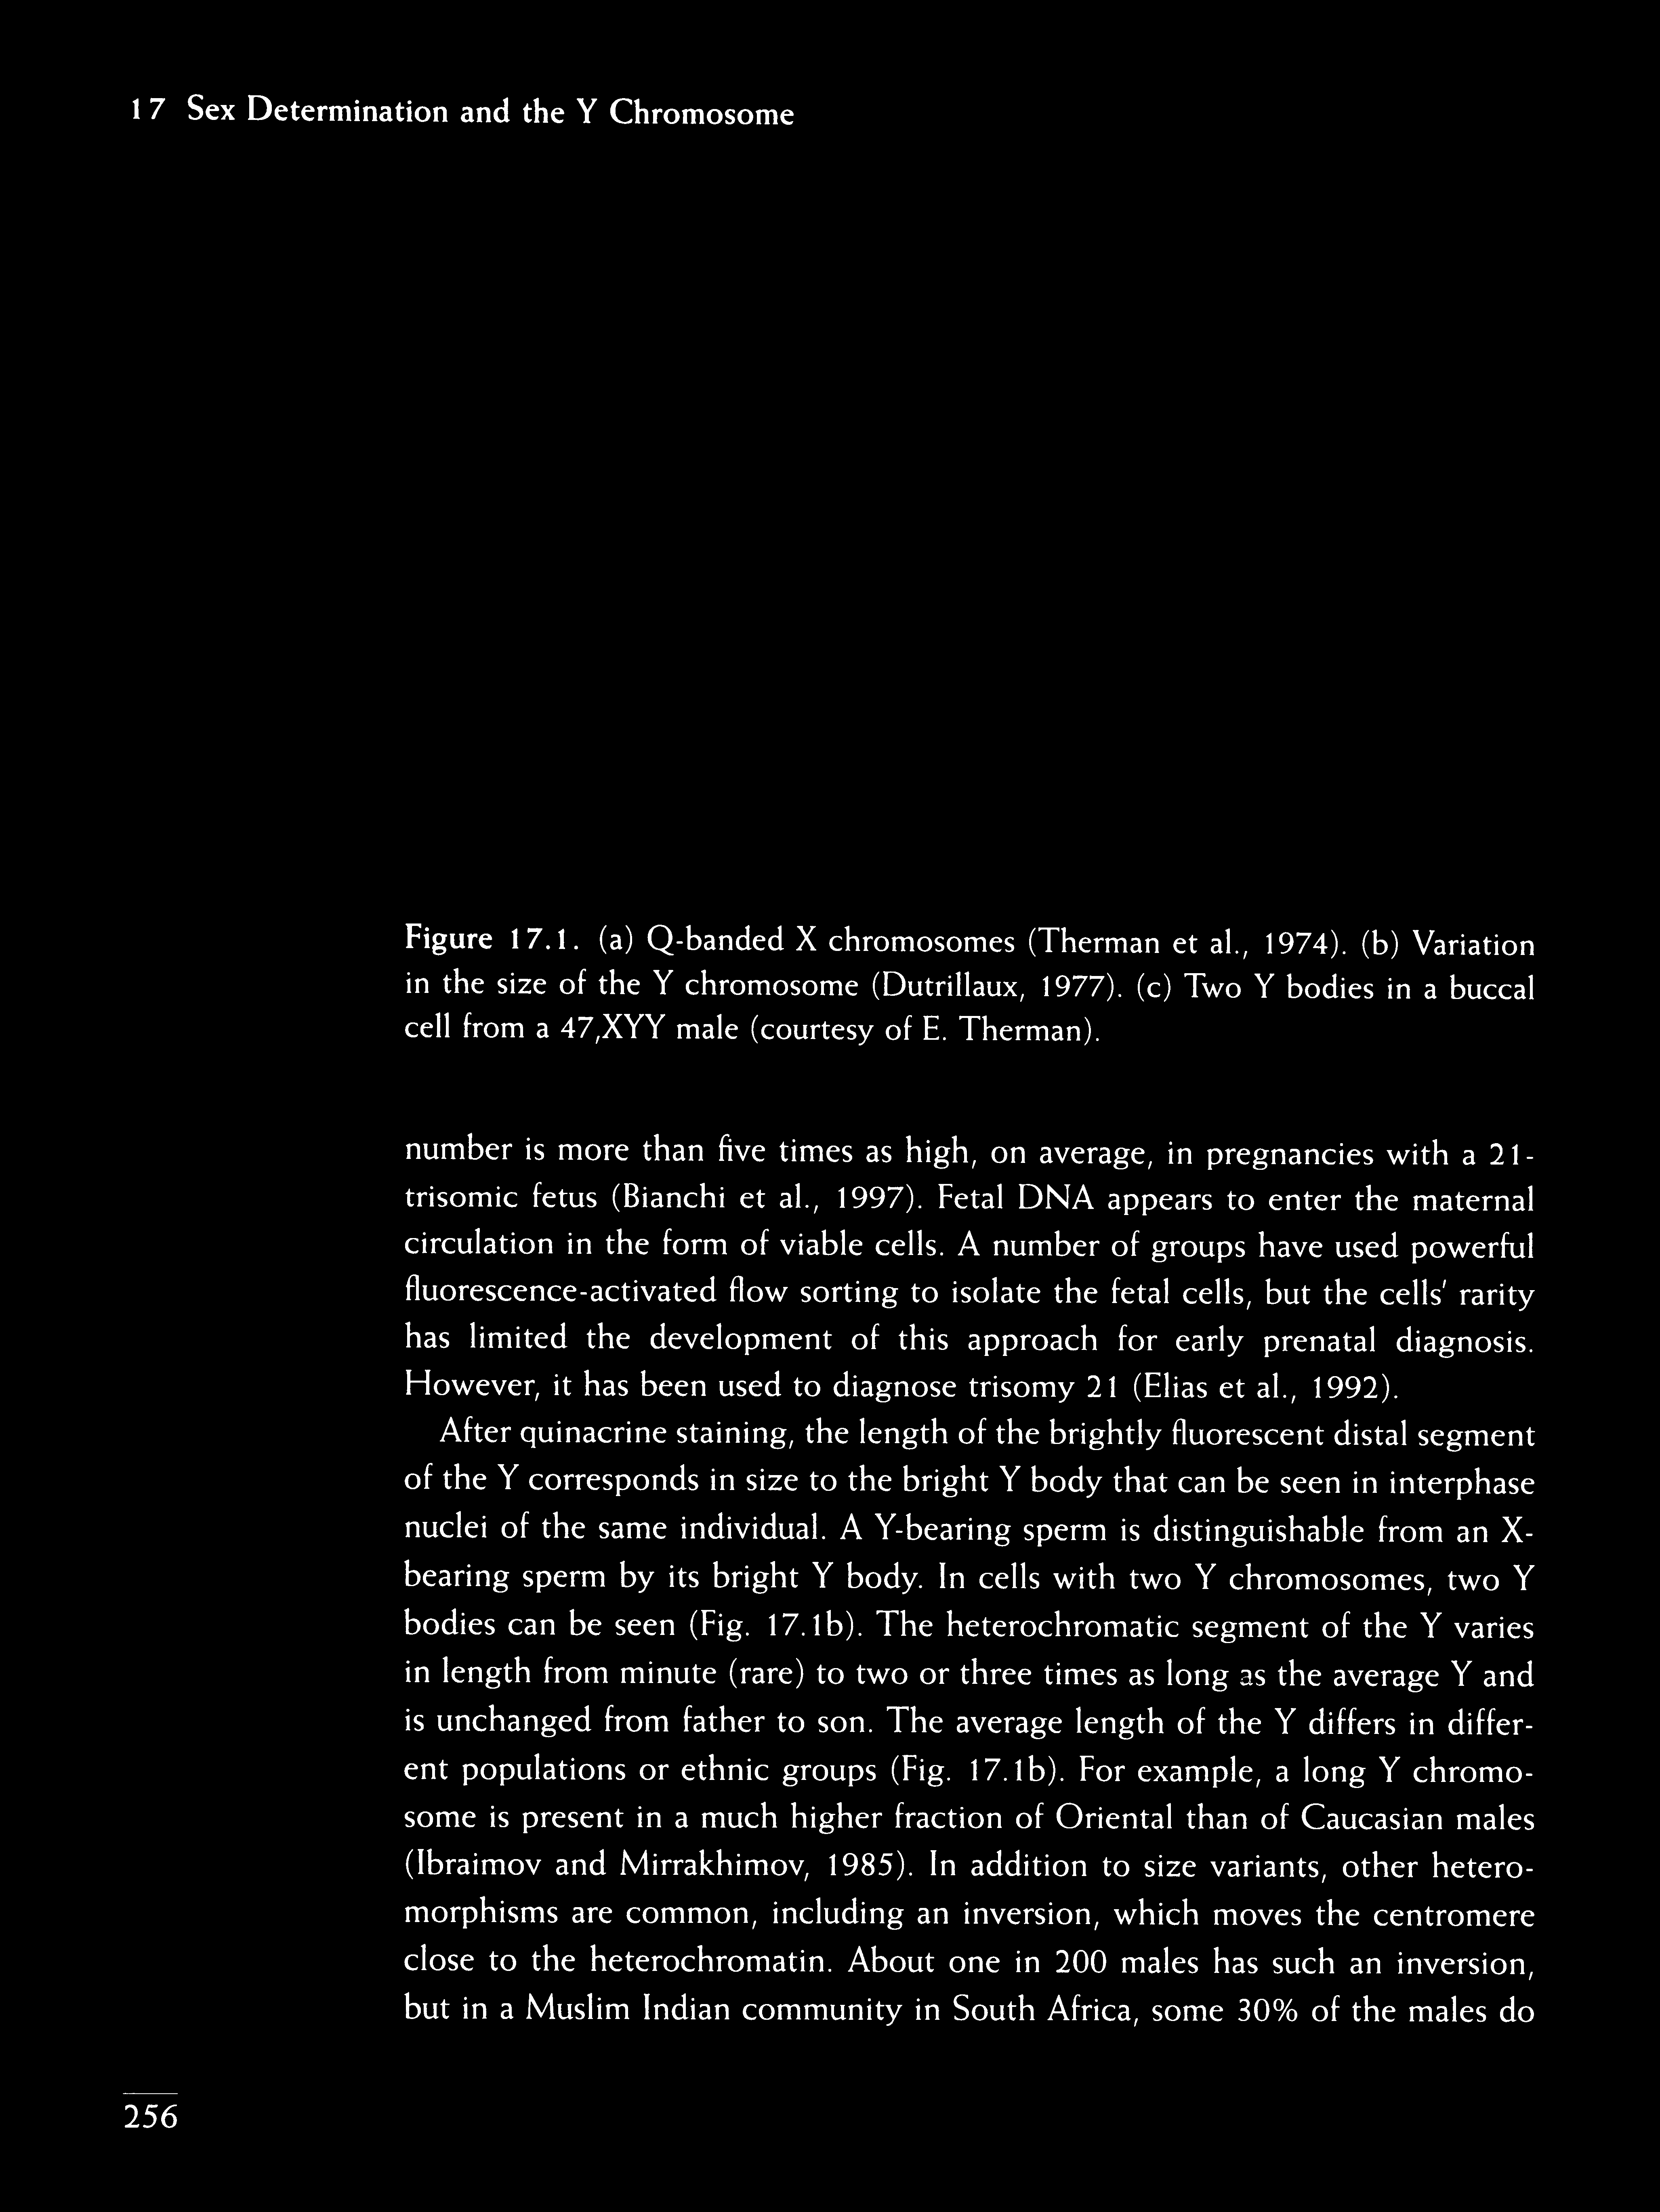 17 Sex Determination and the Y Chromosome
Figure 17.1. (a) Q-banded X chromosomes (Therman et al., 1974). (b) Variation
in the size of the Y chromosome (Dutrillaux, 1977). (c) Two Y bodies in a buccal
cell from a 47,XYY male (courtesy of E. Therman).
number is more than five times as high, on average, in pregnancies with a 21-
trisomic fetus (Bianchi et al., 1997). Fetal DNA appears to enter the maternal
circulation in the form of viable cells. A number of groups have used powerful
fluorescence-activated flow sorting to isolate the fetal cells, but the cells' rarity
has limited the development of this approach for early prenatal diagnosis.
However, it has been used to diagnose trisomy 21 (Elias et al., 1992).
After quinacrine staining, the length of the brightly fluorescent distal segment
of the Y corresponds in size to the bright Y body that can be seen in interphase
nuclei of the same individual. A Y-bearing sperm is distinguishable from an X-
bearing sperm by its bright Y body. In cells with two Y chromosomes, two Y
bodies can be seen (Fig. 17.1b). The heterochromatic segment of the Y varies
in length from minute (rare) to two or three times as long as the average Y and
is unchanged from father to son. The average length of the Y differs in differ-
ent populations or ethnic groups (Fig. 17.1b). For example, a long Y chromo-
some is present in a much higher fraction of Oriental than of Caucasian males
(Ibraimov and Mirrakhimov, 1985). In addition to size variants, other hetero-
morphisms are common, including an inversion, which moves the centromere
close to the heterochromatin. About one in 200 males has such an inversion,
but in a Muslim Indian community in South Africa, some 30% of the males do
256